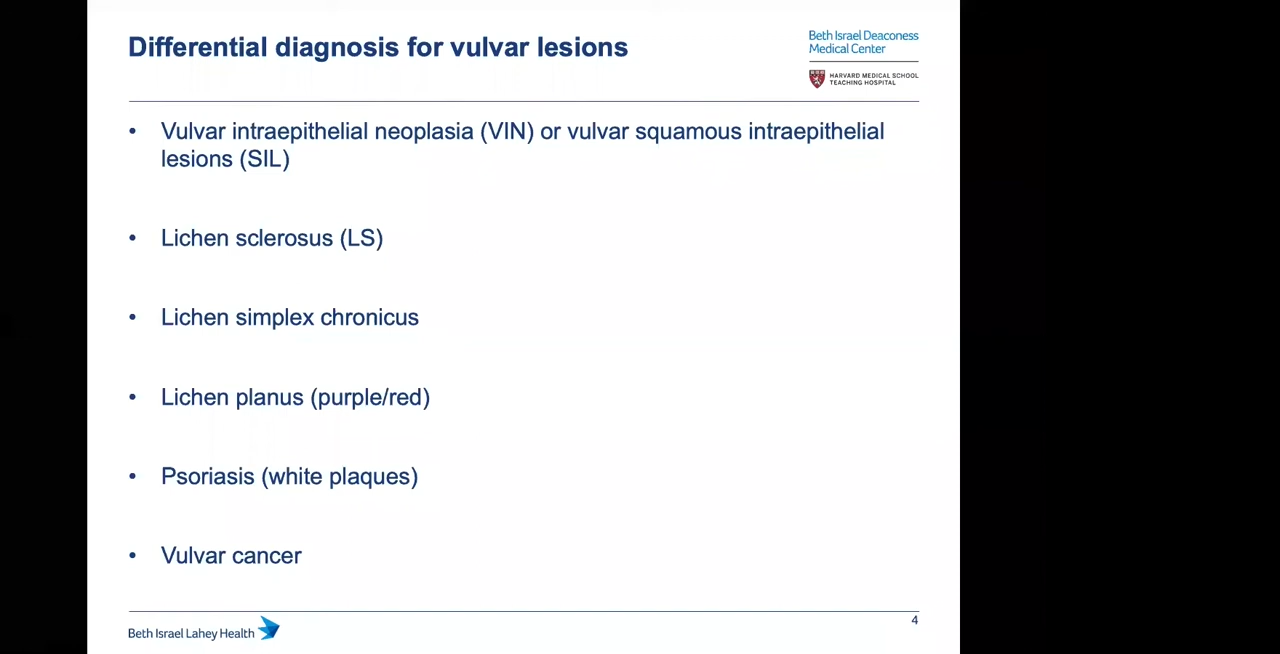 Differential diagnosis for vulvar lesions
Beth Israel Deaconess
Medical Center
HARVARD MEDICAL SCHOOL
TEACHING HOSPITAL
• Vulvar intraepithelial neoplasia (VIN) or vulvar squamous intraepithelial
lesions (SIL)
• Lichen sclerosus (LS)
• Lichen simplex chronicus
• Lichen planus (purple/red)
• Psoriasis (white plaques)
• Vulvar cancer
Beth Israel Lahey Health
4